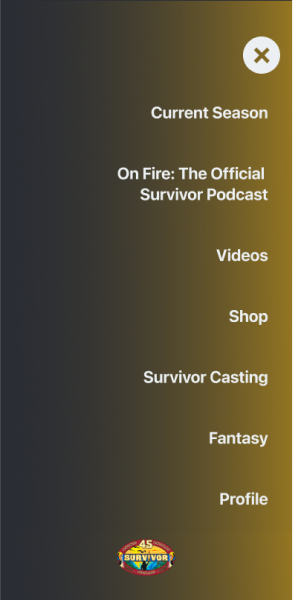 Current Season
On Fire: The Official
Survivor Podcast
Videos
Shop
Survivor Casting
Fantasy
Profile
45
SURVIVOR